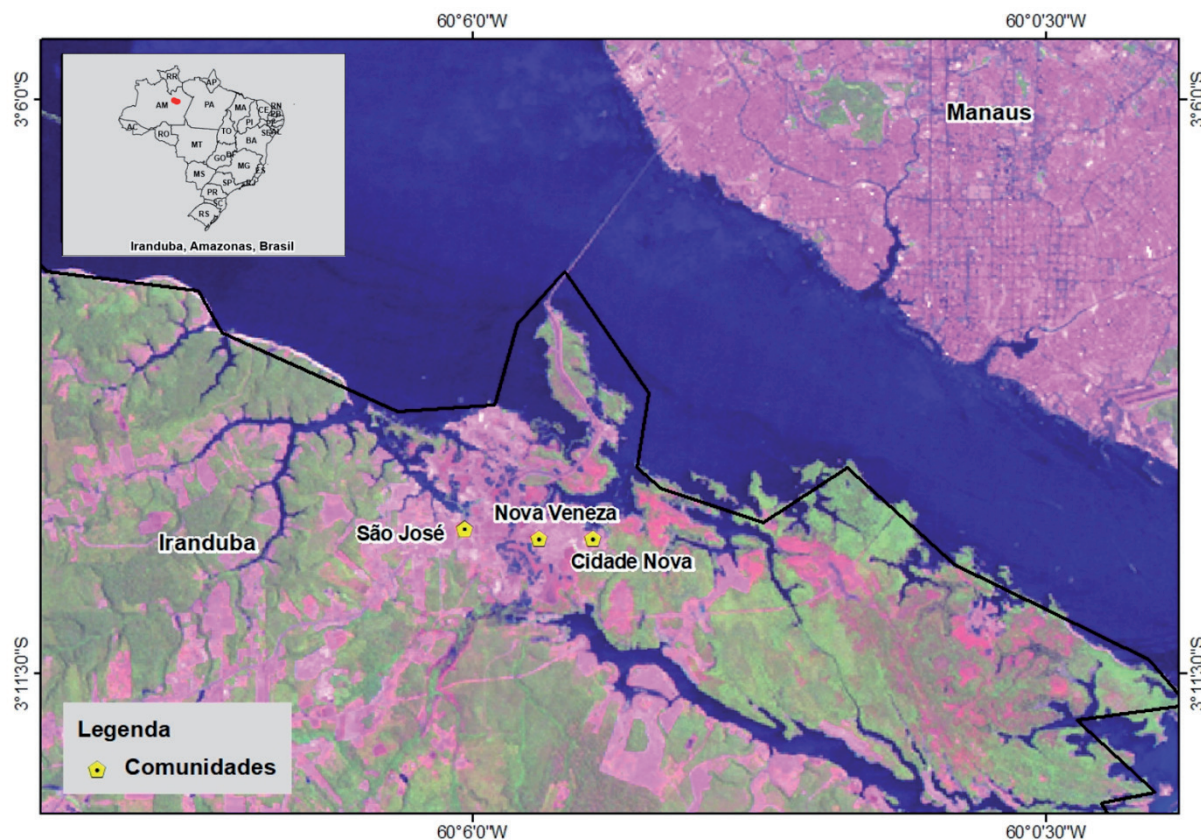 60°6'0"W
60°0'30"W
3°6'0"S
RR
AP
AM
PA
MA
CE
RN
PB
PI
AC
RO
TO
SE
AL
MT
BA
GO
DF
MG
ES
MS
SP
RJ
PR
SC
RS
Iranduba, Amazonas, Brasil
Manaus
3°6'0"S
Nova Veneza
São José
Iranduba
Cidade Nova
3°11'30"S
3°11'30"S
Legenda
Comunidades
60°6'0"W
60°0'30"W